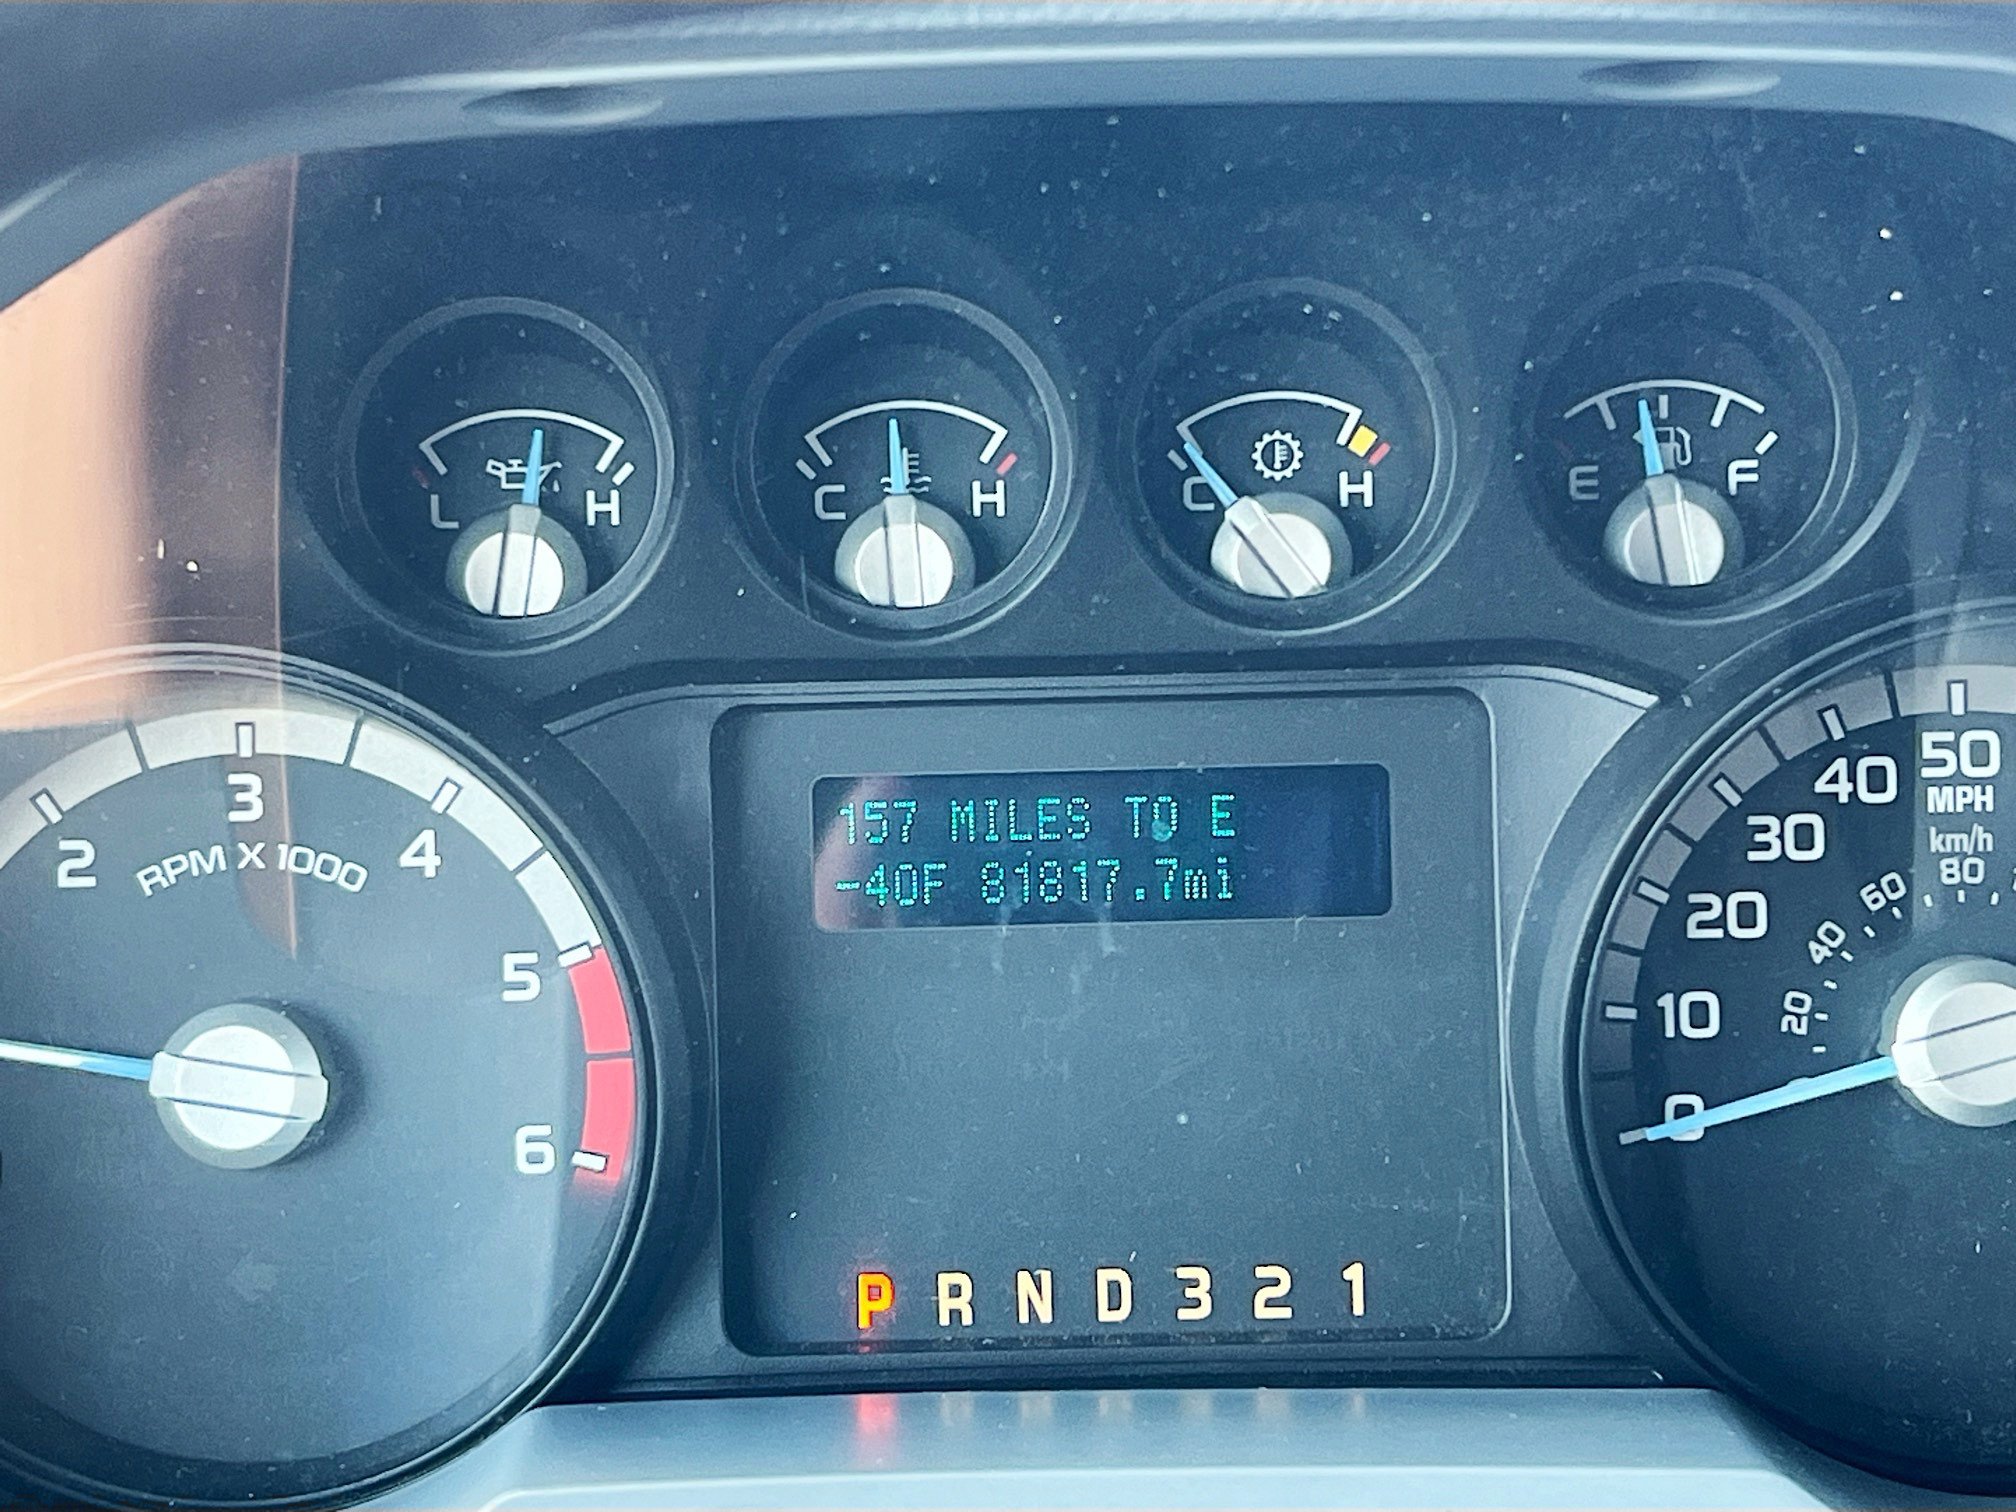 L H
C H
C H
E F
2 3 4 5 6
RPM X 1000
157 MILES TO E
-40F 81817.7mi
0 10 20 30 40 50
MPH
km/h
20 40 60 80
P R N D 3 2 1